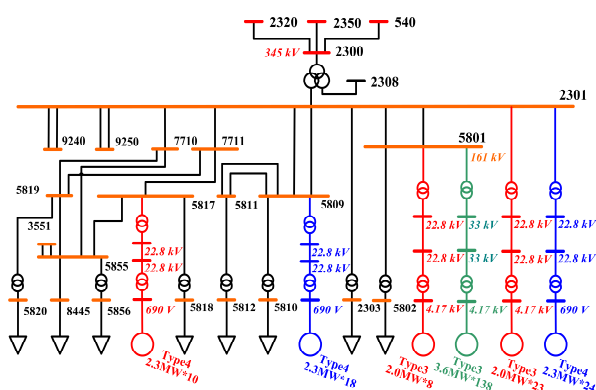 2320
2350
540
345 kV
2300
2308
2301
9240
9250
7710
7711
5801
161 kV
5819
3551
5817
5811
5809
22.8 kV
33 kV
22.8 kV
22.8 kV
22.8 kV
22.8 kV
22.8 kV
22.8 kV
22.8 kV
33 kV
22.8 kV
22.8 kV
5855
690 V
690 V
4.17 kV
4.17 kV
4.17 kV
690 V
5820
8445
5856
5818
5812
5810
2303
5802
Type4
2.3MW*10
Type4
2.3MW*18
Type3
2.0MW*8
Type3
3.6MW*138
Type3
2.0MW*23
Type4
2.3MW*24